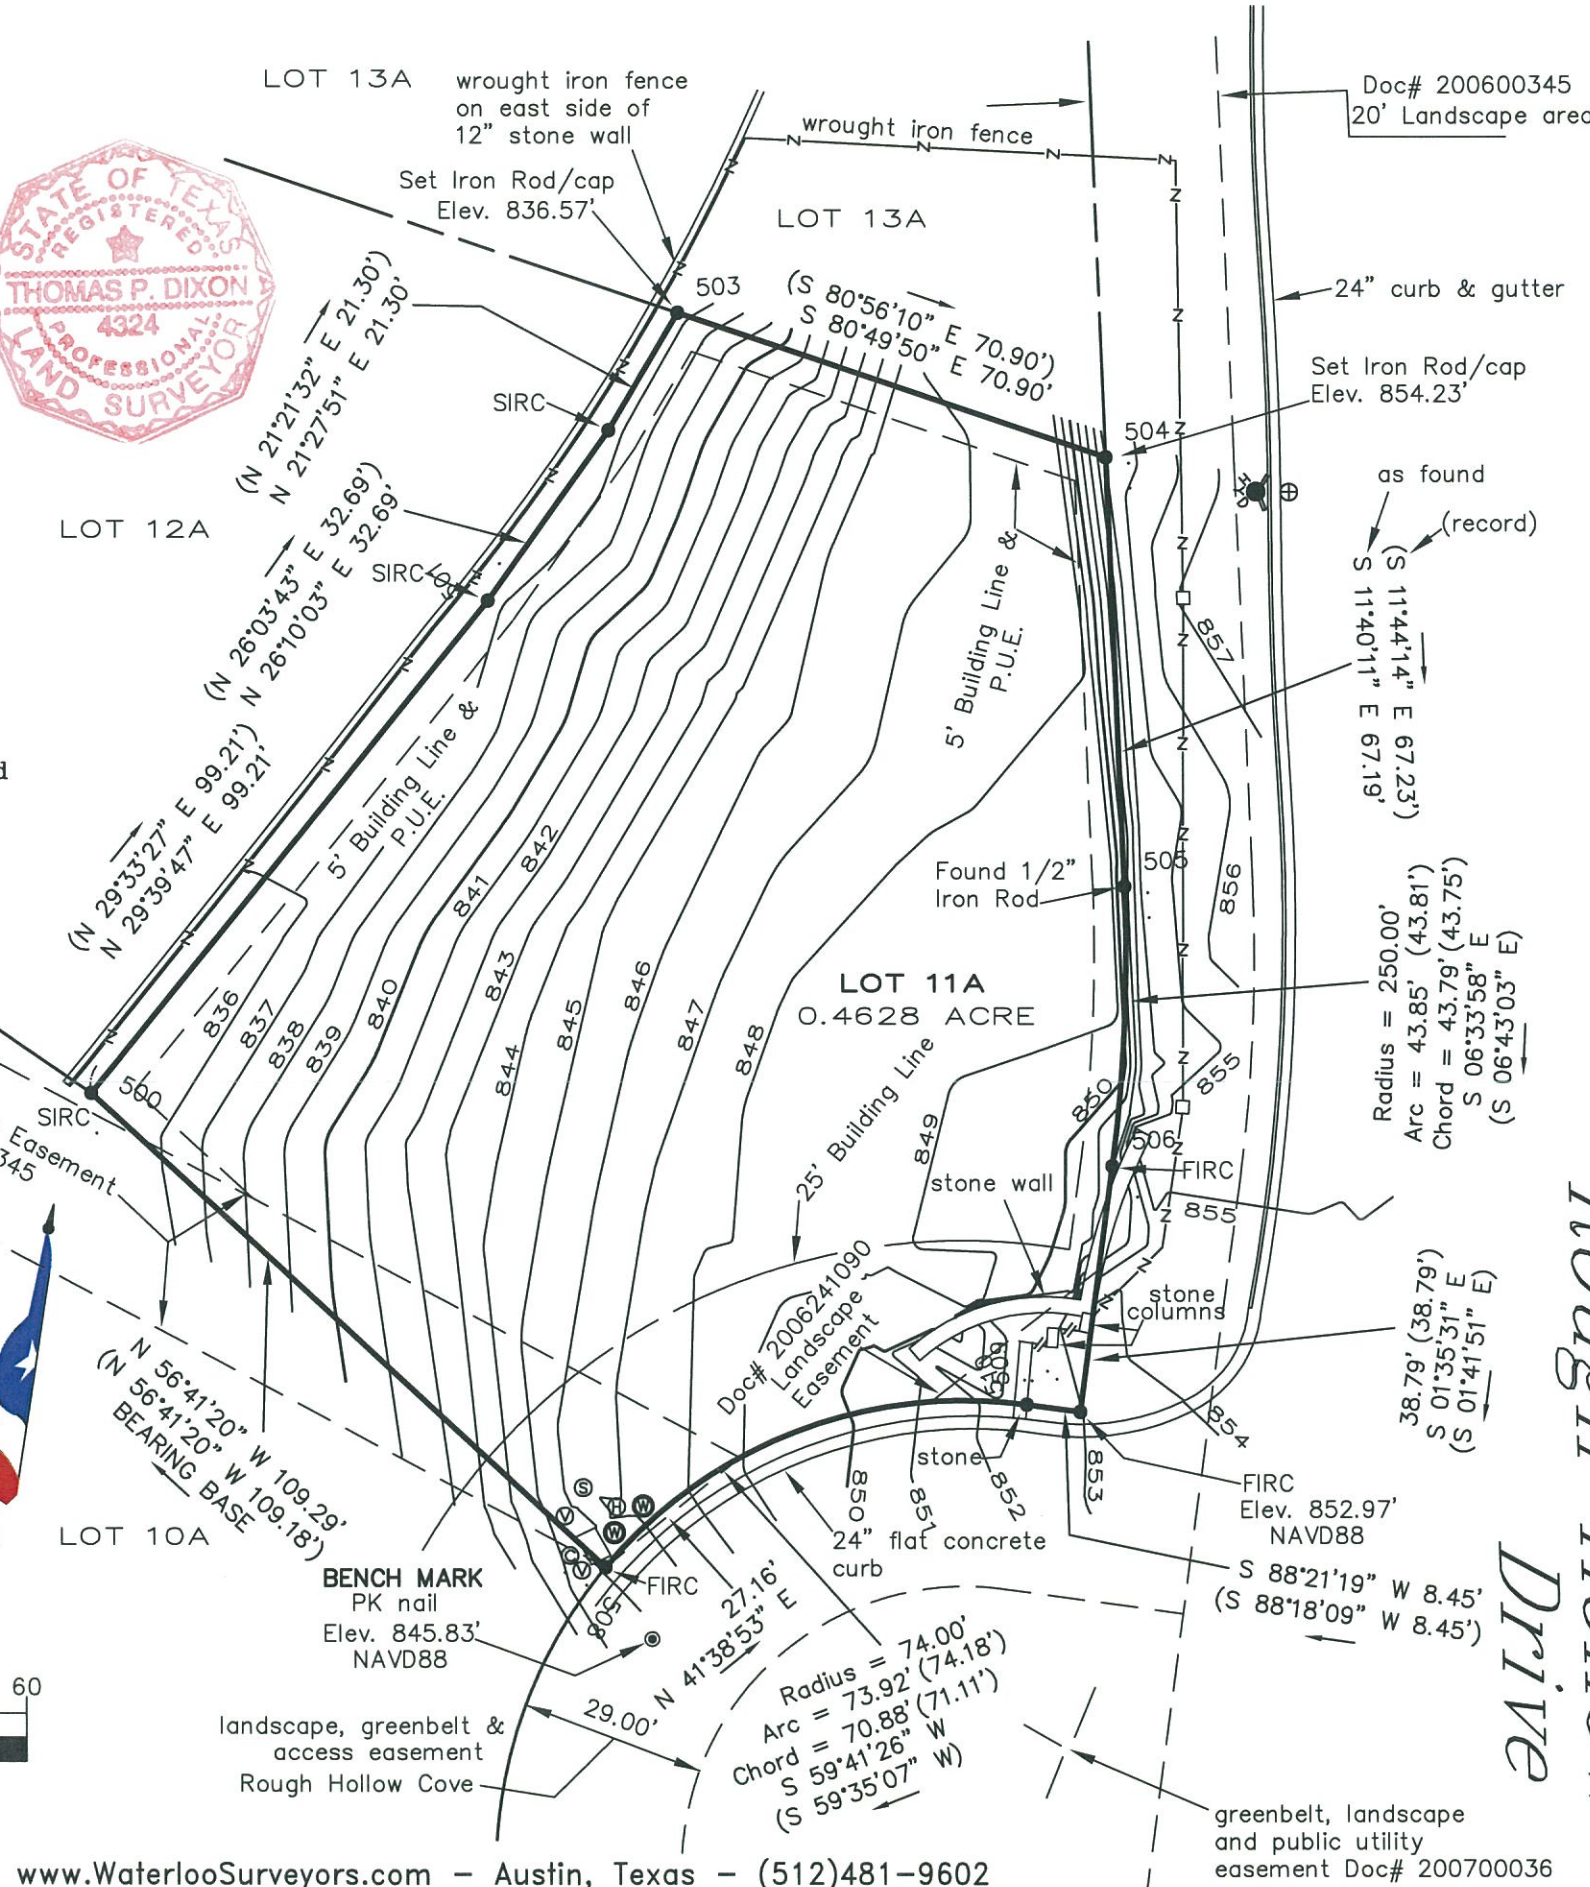 LOT 13A
wrought iron fence
on east side of
12" stone wall
wrought iron fence
Doc# 200600345
20' Landscape area
Set Iron Rod/cap
Elev. 836.57'
LOT 13A
STATE OF TEXAS
REGISTERED
THOMAS P. DIXON
4324
PROFESSIONAL
LAND SURVEYOR
503
(S 80°56'10" E 70.90')
S 80°49'50" E 70.90'
24" curb & gutter
(N 21°21'32" E 21.30')
N 21°27'51" E 21.30'
SIRC
Set Iron Rod/cap
Elev. 854.23'
504
HYD
as found
(record)
LOT 12A
(N 26°03'43" E 32.69')
N 26°10'03" E 32.69'
SIRC
(S 11°44'14" E 67.23')
S 11°40'11" E 67.19'
5' Building Line &
P.U.E.
857
(N 29°33'27" E 99.21')
N 29°39'47" E 99.21'
5' Building Line &
P.U.E.
Found 1/2"
Iron Rod
505
856
Radius = 250.00'
Arc = 43.85' (43.81')
Chord = 43.79' (43.75')
S 06°33'58" E
(S 06°43'03" E)
836
837
838
839
840
841
842
843
844
845
846
847
848
849
850
855
LOT 11A
0.4628 ACRE
25' Building Line
500
SIRC
Easement
345
506
FIRC
855
stone wall
stone
columns
Doc# 2006241090
Landscape
Easement
38.79' (38.79')
S 01°35'31" E
(S 01°41'51" E)
N 56°41'20" W 109.29'
(N 56°41'20" W 109.18')
BEARING BASE
LOT 10A
stone
850
851
852
853
854
FIRC
Elev. 852.97'
NAVD88
24" flat concrete
curb
S 88°21'19" W 8.45'
(S 88°18'09" W 8.45')
S
V
H
W
W
C
V
BENCH MARK
PK nail
Elev. 845.83'
NAVD88
FIRC
508
27.16'
N 41°38'53" E
Radius = 74.00'
Arc = 73.92' (74.18')
Chord = 70.88' (71.11')
S 59°41'26" W
(S 59°35'07" W)
29.00'
landscape, greenbelt &
access easement
Rough Hollow Cove
60
Drive
greenbelt, landscape
and public utility
easement Doc# 200700036
www.WaterlooSurveyors.com – Austin, Texas – (512)481-9602